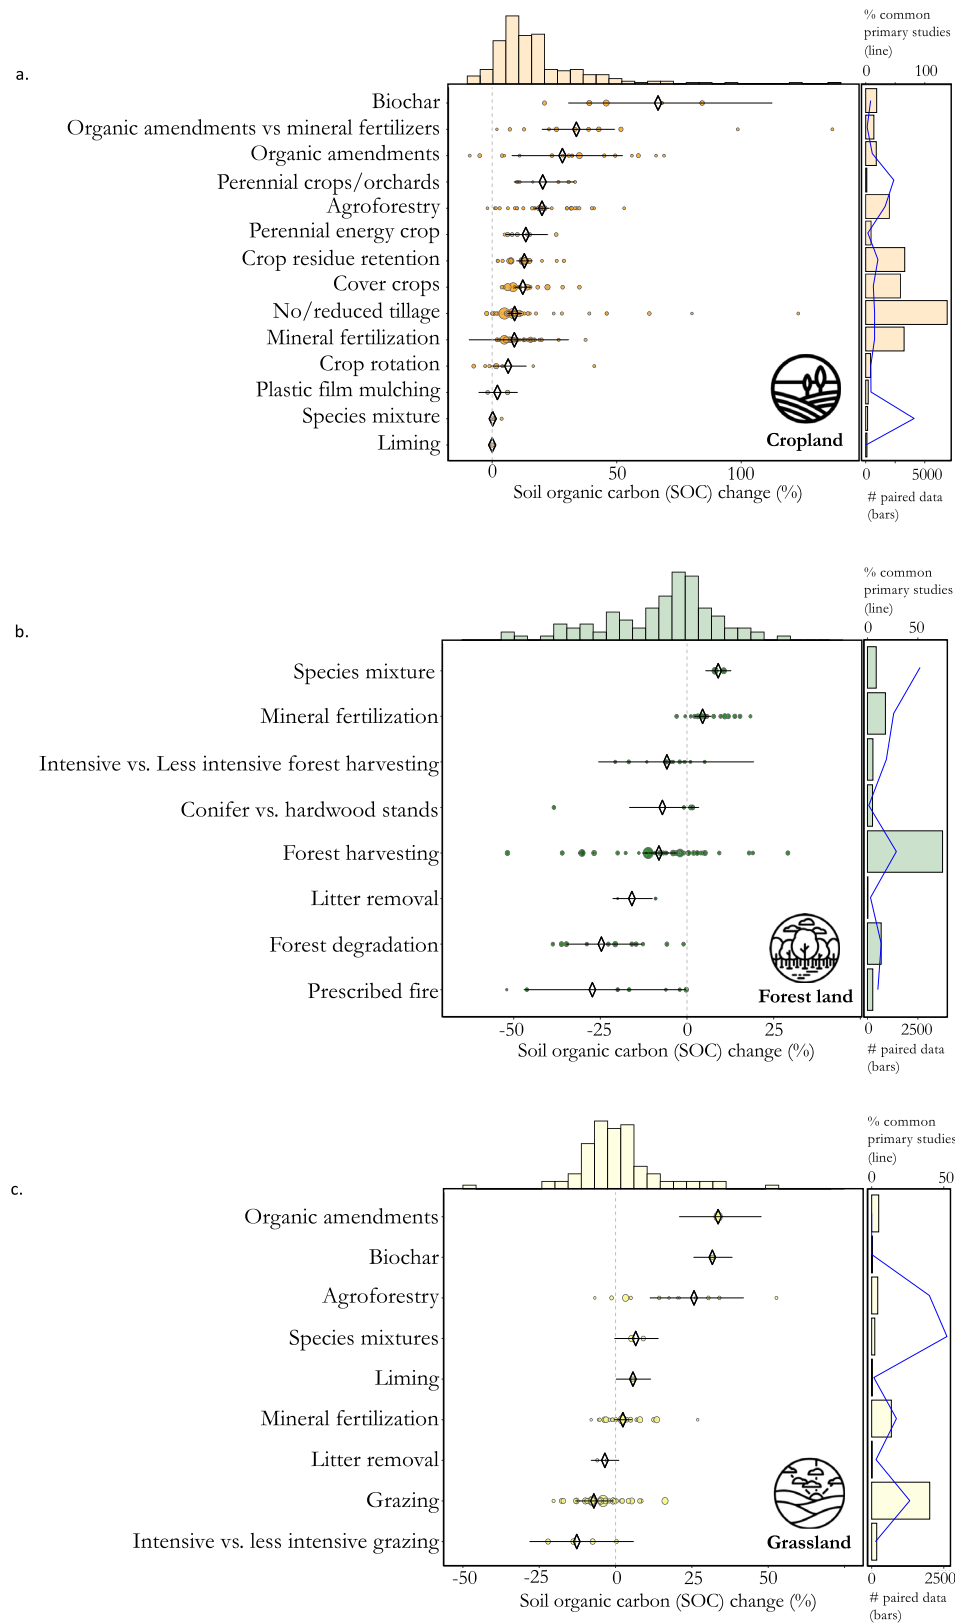 a.
% common
primary studies
(line)
0 100
Biochar
Organic amendments vs mineral fertilizers
Organic amendments
Perennial crops/orchards
Agroforestry
Perennial energy crop
Crop residue retention
Cover crops
No/reduced tillage
Mineral fertilization
Crop rotation
Plastic film mulching
Species mixture
Liming
Cropland
0 50 100
Soil organic carbon (SOC) change (%)
0 5000
# paired data
(bars)
b.
% common
primary studies
(line)
0 50
Species mixture
Mineral fertilization
Intensive vs. Less intensive forest harvesting
Conifer vs. hardwood stands
Forest harvesting
Litter removal
Forest degradation
Prescribed fire
Forest land
-50 -25 0 25
Soil organic carbon (SOC) change (%)
0 2500
# paired data
(bars)
c.
% common
primary studies
(line)
0 50
Organic amendments
Biochar
Agroforestry
Species mixtures
Liming
Mineral fertilization
Litter removal
Grazing
Intensive vs. less intensive grazing
Grassland
-50 -25 0 25 50
Soil organic carbon (SOC) change (%)
0 2500
# paired data
(bars)